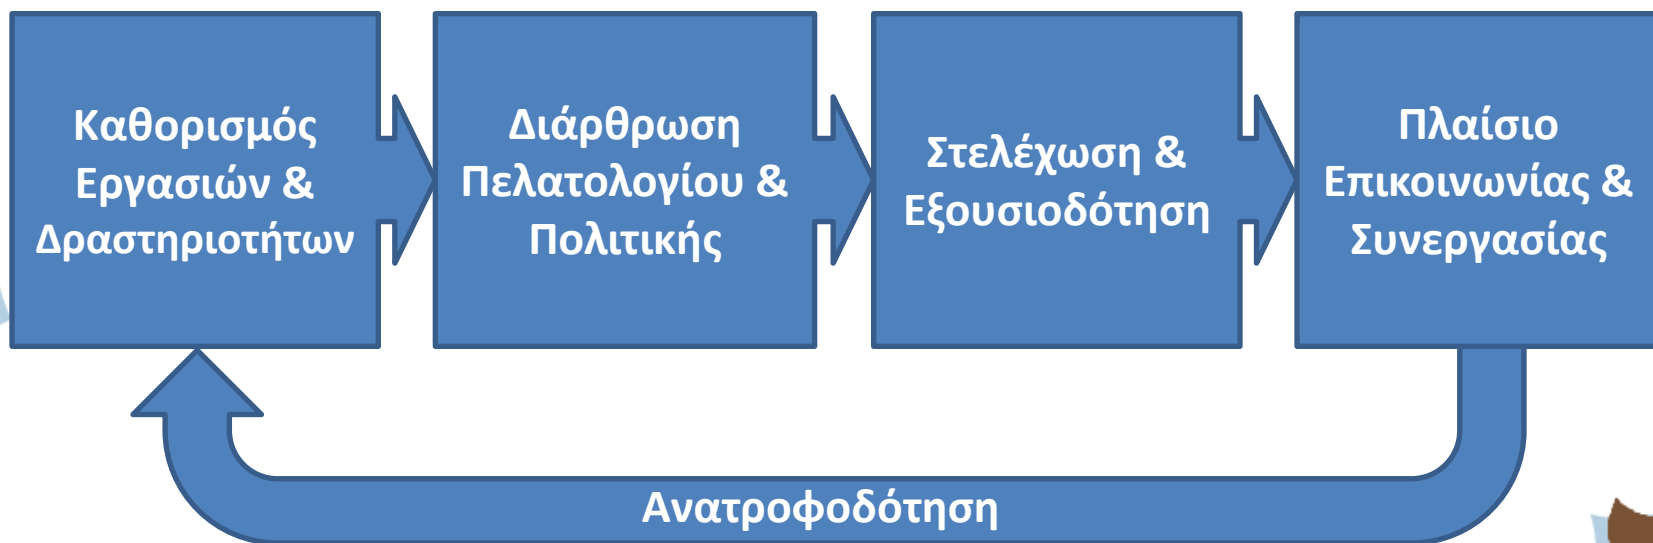 Καθορισμός
Εργασιών &
Δραστηριοτήτων
Διάρθρωση
Πελατολογίου &
Πολιτικής
Στελέχωση &
Εξουσιοδότηση
Πλαίσιο
Επικοινωνίας &
Συνεργασίας
Ανατροφοδότηση